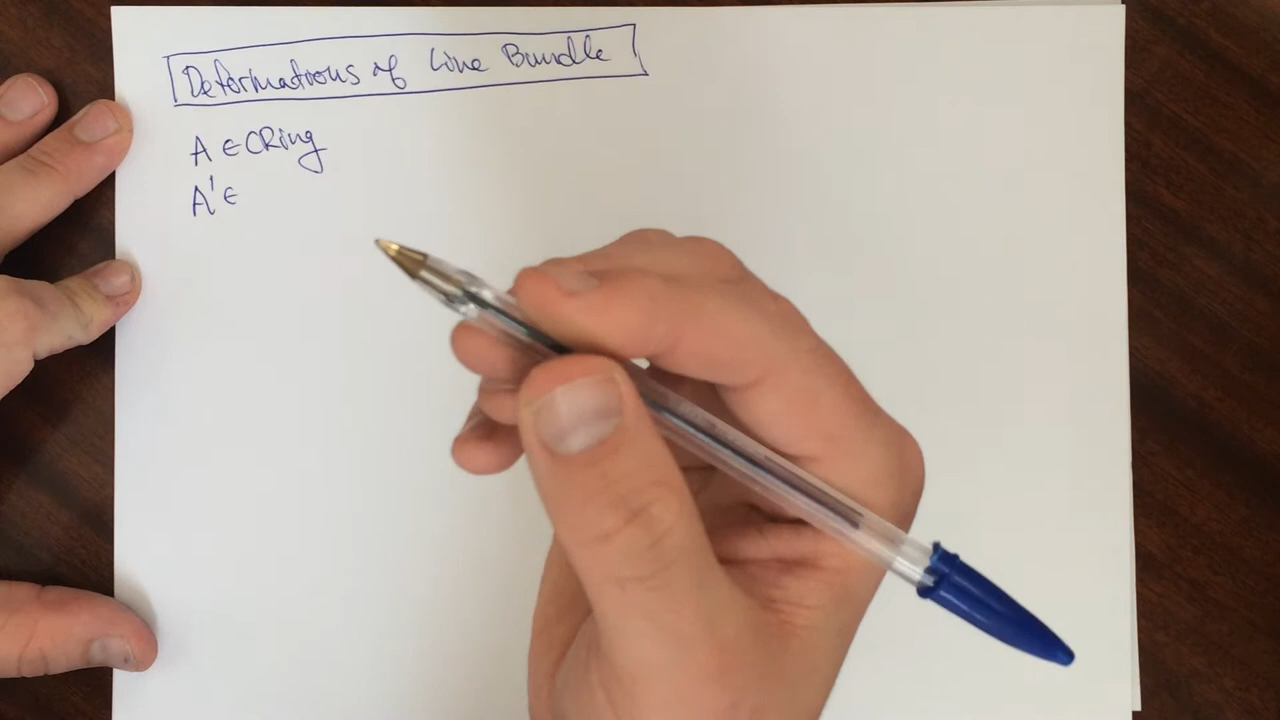 Deformations of Line Bundle
A ∈ CRing
A' ∈